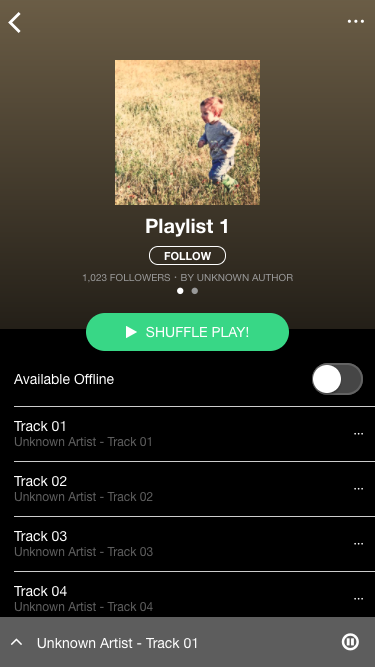 Playlist 1
FOLLOW
1,023 FOLLOWERS · BY UNKNOWN AUTHOR
SHUFFLE PLAY!
Available Offline
Track 01
Unknown Artist - Track 01
Track 02
Unknown Artist - Track 02
Track 03
Unknown Artist - Track 03
Track 04
Unknown Artist - Track 04
Unknown Artist - Track 01